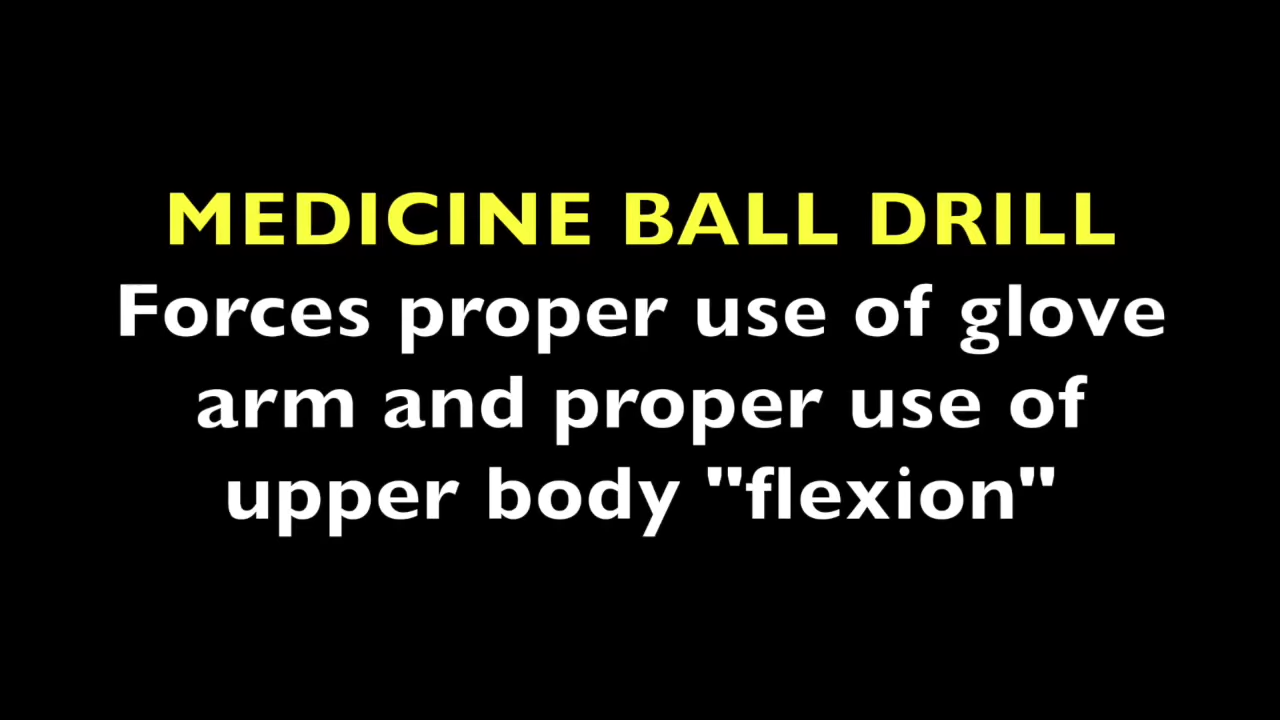 MEDICINE BALL DRILL
Forces proper use of glove
arm and proper use of
upper body "flexion"